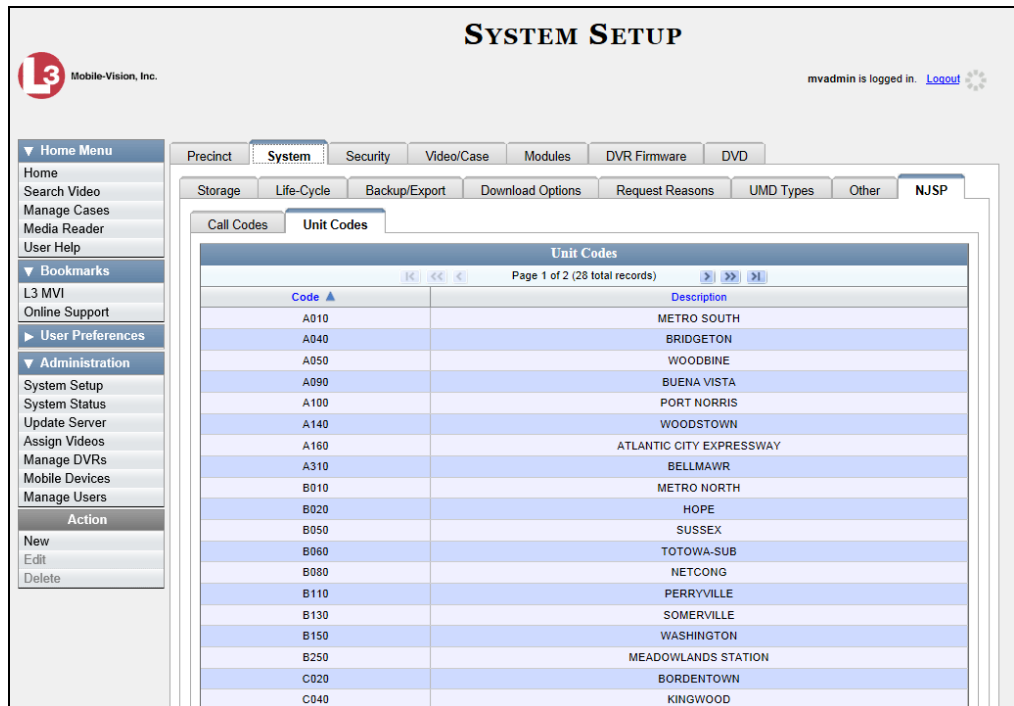 SYSTEM SETUP
L3 Mobile-Vision, Inc.
mvadmin is logged in. Logout
▼ Home Menu
Home
Search Video
Manage Cases
Media Reader
User Help
▼ Bookmarks
L3 MVI
Online Support
► User Preferences
▼ Administration
System Setup
System Status
Update Server
Assign Videos
Manage DVRs
Mobile Devices
Manage Users
Action
New
Edit
Delete
Precinct System Security Video/Case Modules DVR Firmware DVD
Storage Life-Cycle Backup/Export Download Options Request Reasons UMD Types Other NJSP
Call Codes Unit Codes
Unit Codes
Page 1 of 2 (28 total records)
Code ▲ Description
A010 METRO SOUTH
A040 BRIDGETON
A050 WOODBINE
A090 BUENA VISTA
A100 PORT NORRIS
A140 WOODSTOWN
A160 ATLANTIC CITY EXPRESSWAY
A310 BELLMAWR
B010 METRO NORTH
B020 HOPE
B050 SUSSEX
B060 TOTOWA-SUB
B080 NETCONG
B110 PERRYVILLE
B130 SOMERVILLE
B150 WASHINGTON
B250 MEADOWLANDS STATION
C020 BORDENTOWN
C040 KINGWOOD